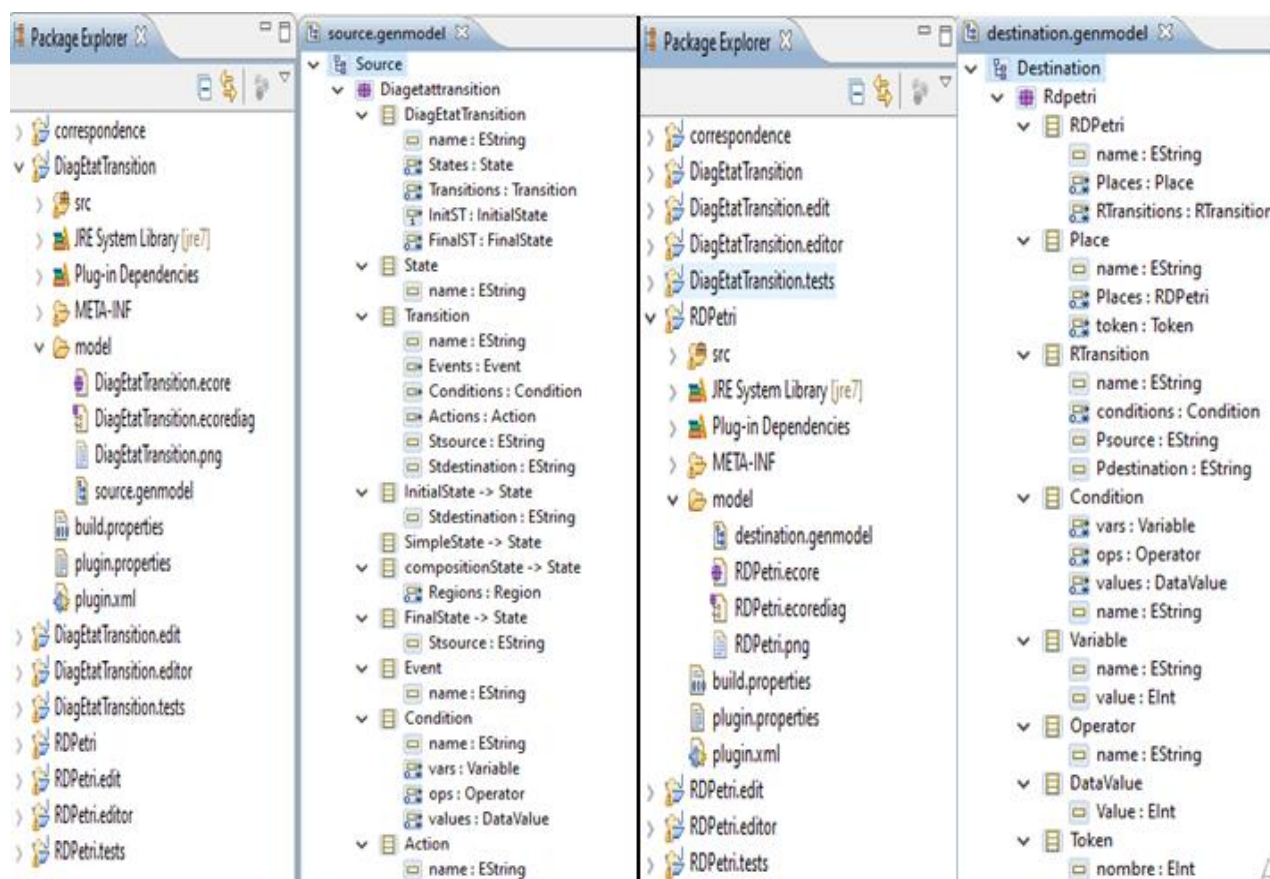 Package Explorer
correspondence
DiagEtatTransition
src
JRE System Library [jre7]
Plug-in Dependencies
META-INF
model
DiagEtatTransition.ecore
DiagEtatTransition.ecorediag
DiagEtatTransition.png
source.genmodel
build.properties
plugin.properties
plugin.xml
DiagEtatTransition.edit
DiagEtatTransition.editor
DiagEtatTransition.tests
RDPetri
RDPetri.edit
RDPetri.editor
RDPetri.tests
source.genmodel
Source
Diagetattransition
DiagEtatTransition
name : EString
States : State
Transitions : Transition
InitST : InitialState
FinalST : FinalState
State
name : EString
Transition
name : EString
Events : Event
Conditions : Condition
Actions : Action
Stsource : EString
Stdestination : EString
InitialState -> State
Stdestination : EString
SimpleState -> State
compositionState -> State
Regions : Region
FinalState -> State
Stsource : EString
Event
name : EString
Condition
name : EString
vars : Variable
ops : Operator
values : DataValue
Action
name : EString
Package Explorer
correspondence
DiagEtatTransition
DiagEtatTransition.edit
DiagEtatTransition.editor
DiagEtatTransition.tests
RDPetri
src
JRE System Library [jre7]
Plug-in Dependencies
META-INF
model
destination.genmodel
RDPetri.ecore
RDPetri.ecorediag
RDPetri.png
build.properties
plugin.properties
plugin.xml
RDPetri.edit
RDPetri.editor
RDPetri.tests
destination.genmodel
Destination
Rdpetri
RDPetri
name : EString
Places : Place
RTransitions : RTransition
Place
name : EString
Places : RDPetri
token : Token
RTransition
name : EString
conditions : Condition
Psource : EString
Pdestination : EString
Condition
vars : Variable
ops : Operator
values : DataValue
name : EString
Variable
name : EString
value : EInt
Operator
name : EString
DataValue
Value : EInt
Token
nombre : EInt